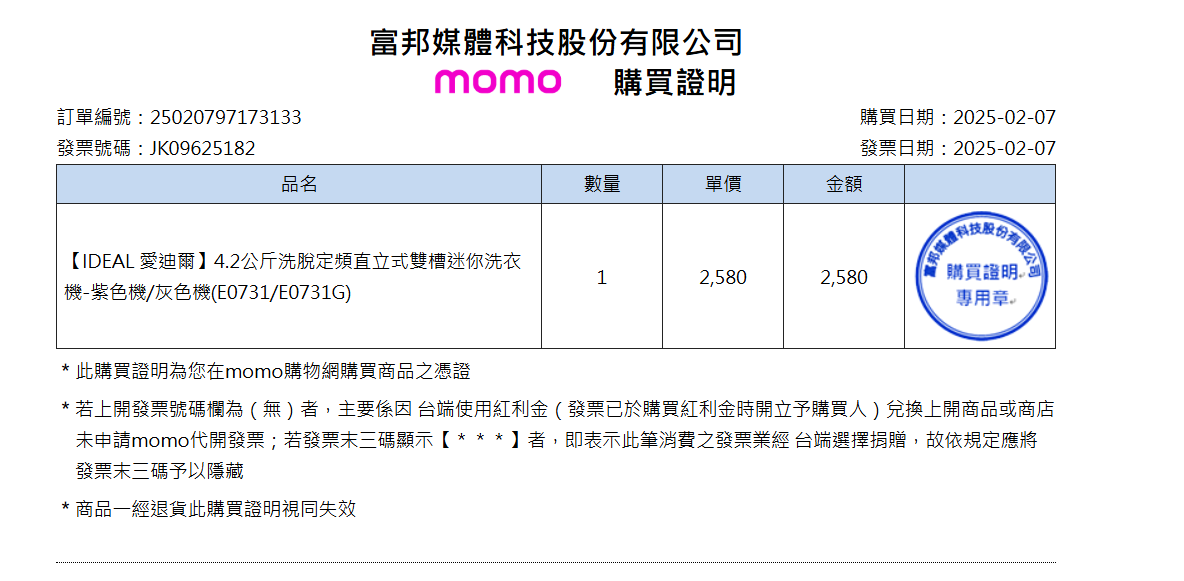 富邦媒體科技股份有限公司
momo 購買證明
訂單編號：25020797173133 購買日期：2025-02-07
發票號碼：JK09625182 發票日期：2025-02-07
品名 數量 單價 金額
【IDEAL 愛迪爾】4.2公斤洗脫定頻直立式雙槽迷你洗衣
機-紫色機/灰色機(E0731/E0731G)
1 2,580 2,580
富邦媒體科技股份有限公司
購買證明
專用章
* 此購買證明為您在momo購物網購買商品之憑證
* 若上開發票號碼欄為（無）者，主要係因 台端使用紅利金（發票已於購買紅利金時開立予購買人）兌換上開商品或商店
未申請momo代開發票；若發票末三碼顯示【＊＊＊】者，即表示此筆消費之發票業經 台端選擇捐贈，故依規定應將
發票末三碼予以隱藏
* 商品一經退貨此購買證明視同失效